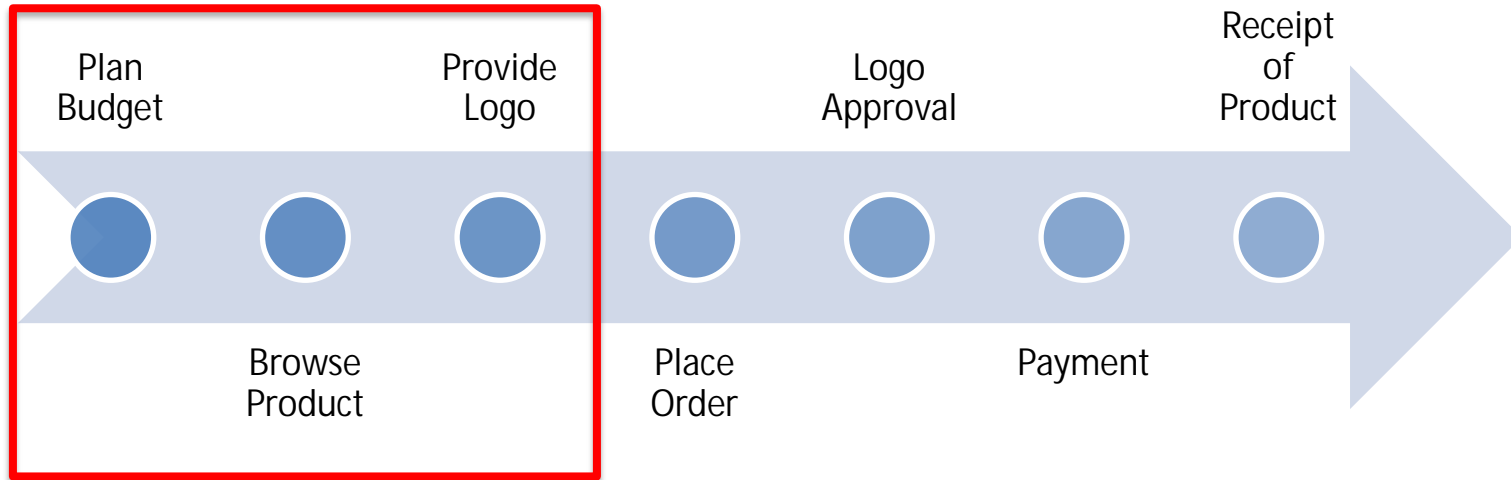 Plan
Budget
Browse
Product
Provide
Logo
Place
Order
Logo
Approval
Payment
Receipt
of
Product